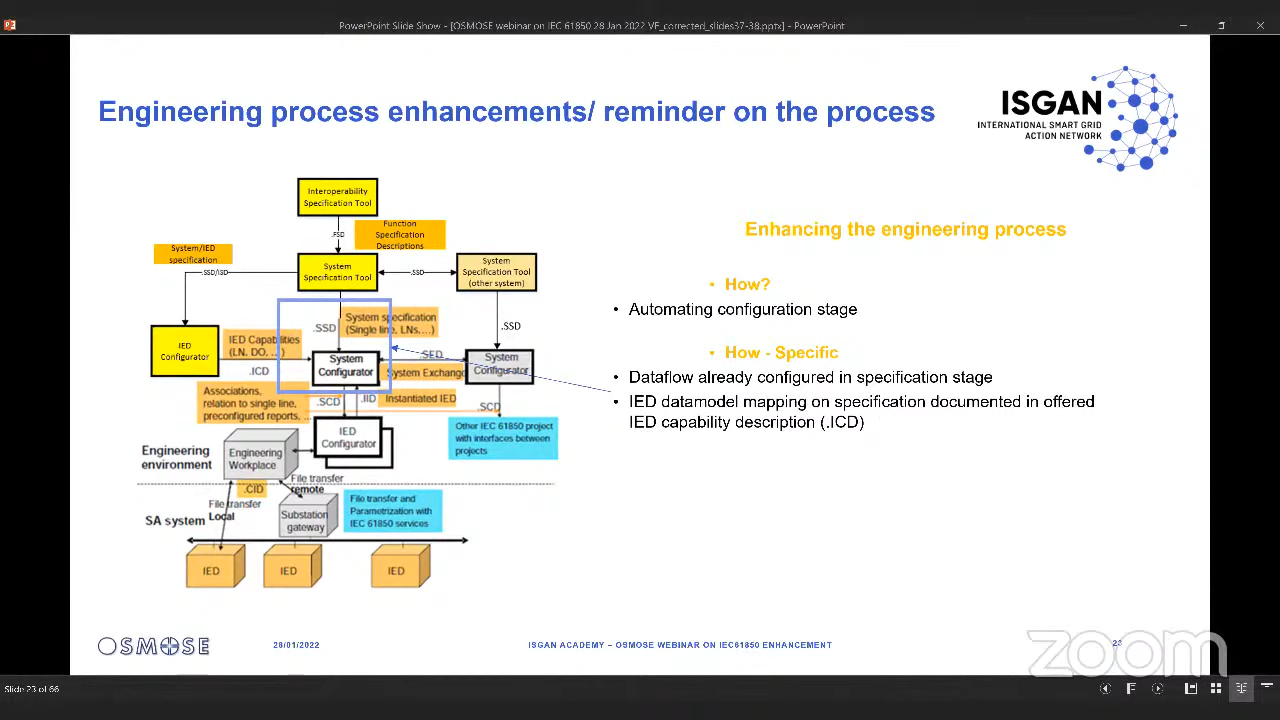 PowerPoint Slide Show - [OSMOSE webinar on IEC 61850 28 Jan 2022 VF_corrected_slides37-38.pptx] - PowerPoint
Engineering process enhancements/ reminder on the process
ISGAN
INTERNATIONAL SMART GRID
ACTION NETWORK
Interoperability
Specification Tool
.FSD
Function
Specification
Descriptions
System/IED
specification
.SSD/ISD
System
Specification Tool
.SSD
System
Specification Tool
(other system)
IED
Configurator
IED Capabilities
(LN, DO, ...)
.ICD
.SSD
System specification
(Single line, LNs....)
.SSD
System
Configurator
.SED
System Exchange
System
Configurator
Associations,
relation to single line,
preconfigured reports, ...
.SCD
.IID
Instantiated IED
.SCD
IED
Configurator
Other IEC 61850 project
with interfaces between
projects
Engineering
environment
Engineering
Workplace
File transfer
remote
.CID
File transfer
Local
SA system
Substation
gateway
File transfer and
Parametrization with
IEC 61850 services
IED
IED
IED
Enhancing the engineering process
• How?
• Automating configuration stage
• How - Specific
• Dataflow already configured in specification stage
• IED datamodel mapping on specification documented in offered
IED capability description (.ICD)
OSMOSE
28/01/2022
ISGAN ACADEMY – OSMOSE WEBINAR ON IEC61850 ENHANCEMENT
23
zoom
Slide 23 of 66